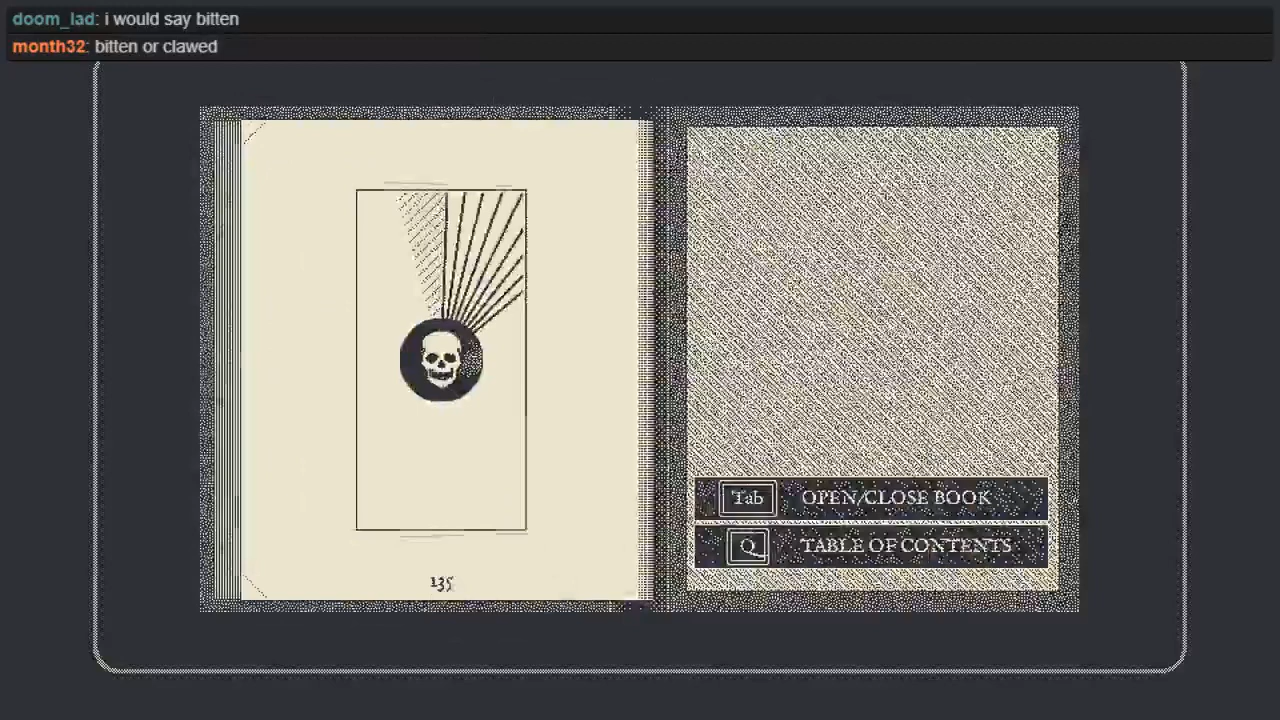 doom_lad: i would say bitten
month32: bitten or clawed
135
Tab OPEN/CLOSE BOOK
Q TABLE OF CONTENTS